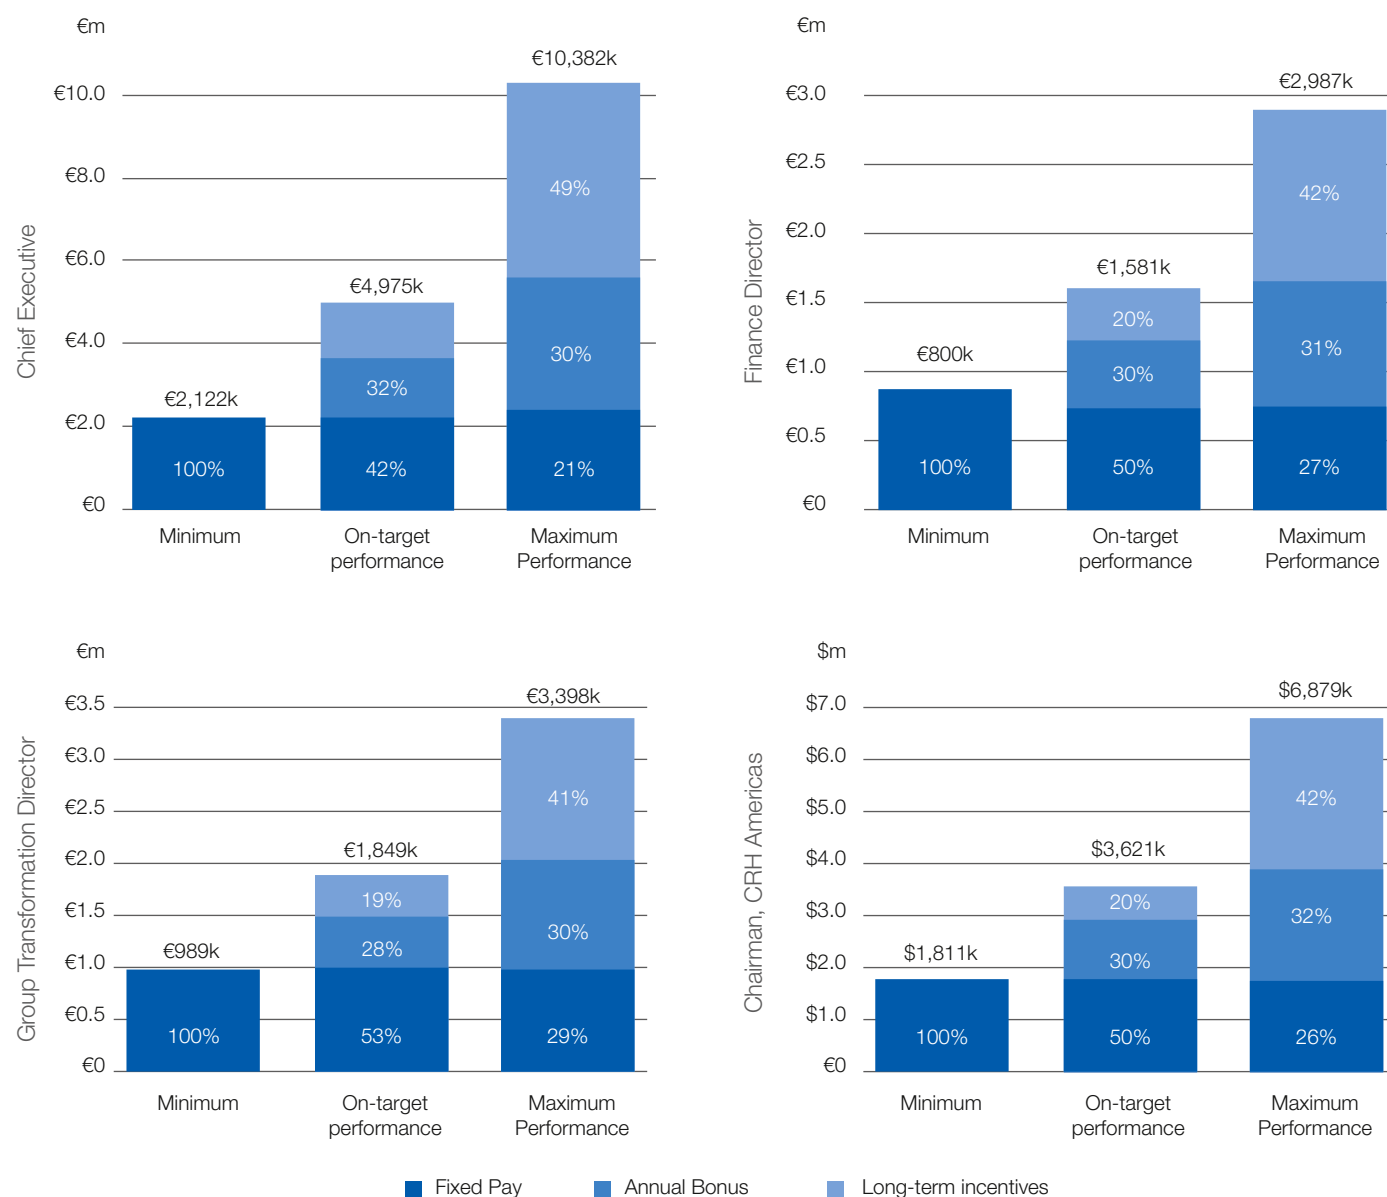 €m
€10,382k
€10.0
€8.0
€6.0
€4.0
€2.0
€0
Chief Executive
€4,975k
€2,122k
49%
30%
32%
100%
42%
21%
Minimum
On-target
performance
Maximum
Performance
€m
€2,987k
€3.0
€2.5
€2.0
€1.5
€1.0
€0.5
€0
Finance Director
€1,581k
€800k
42%
20%
31%
30%
100%
50%
27%
Minimum
On-target
performance
Maximum
Performance
€m
€3,398k
€3.5
€3.0
€2.5
€2.0
€1.5
€1.0
€0.5
€0
Group Transformation Director
€1,849k
€989k
41%
19%
30%
28%
100%
53%
29%
Minimum
On-target
performance
Maximum
Performance
$m
$6,879k
$7.0
$6.0
$5.0
$4.0
$3.0
$2.0
$1.0
€0
Chairman, CRH Americas
$3,621k
$1,811k
42%
20%
32%
30%
100%
50%
26%
Minimum
On-target
performance
Maximum
Performance
Fixed Pay
Annual Bonus
Long-term incentives